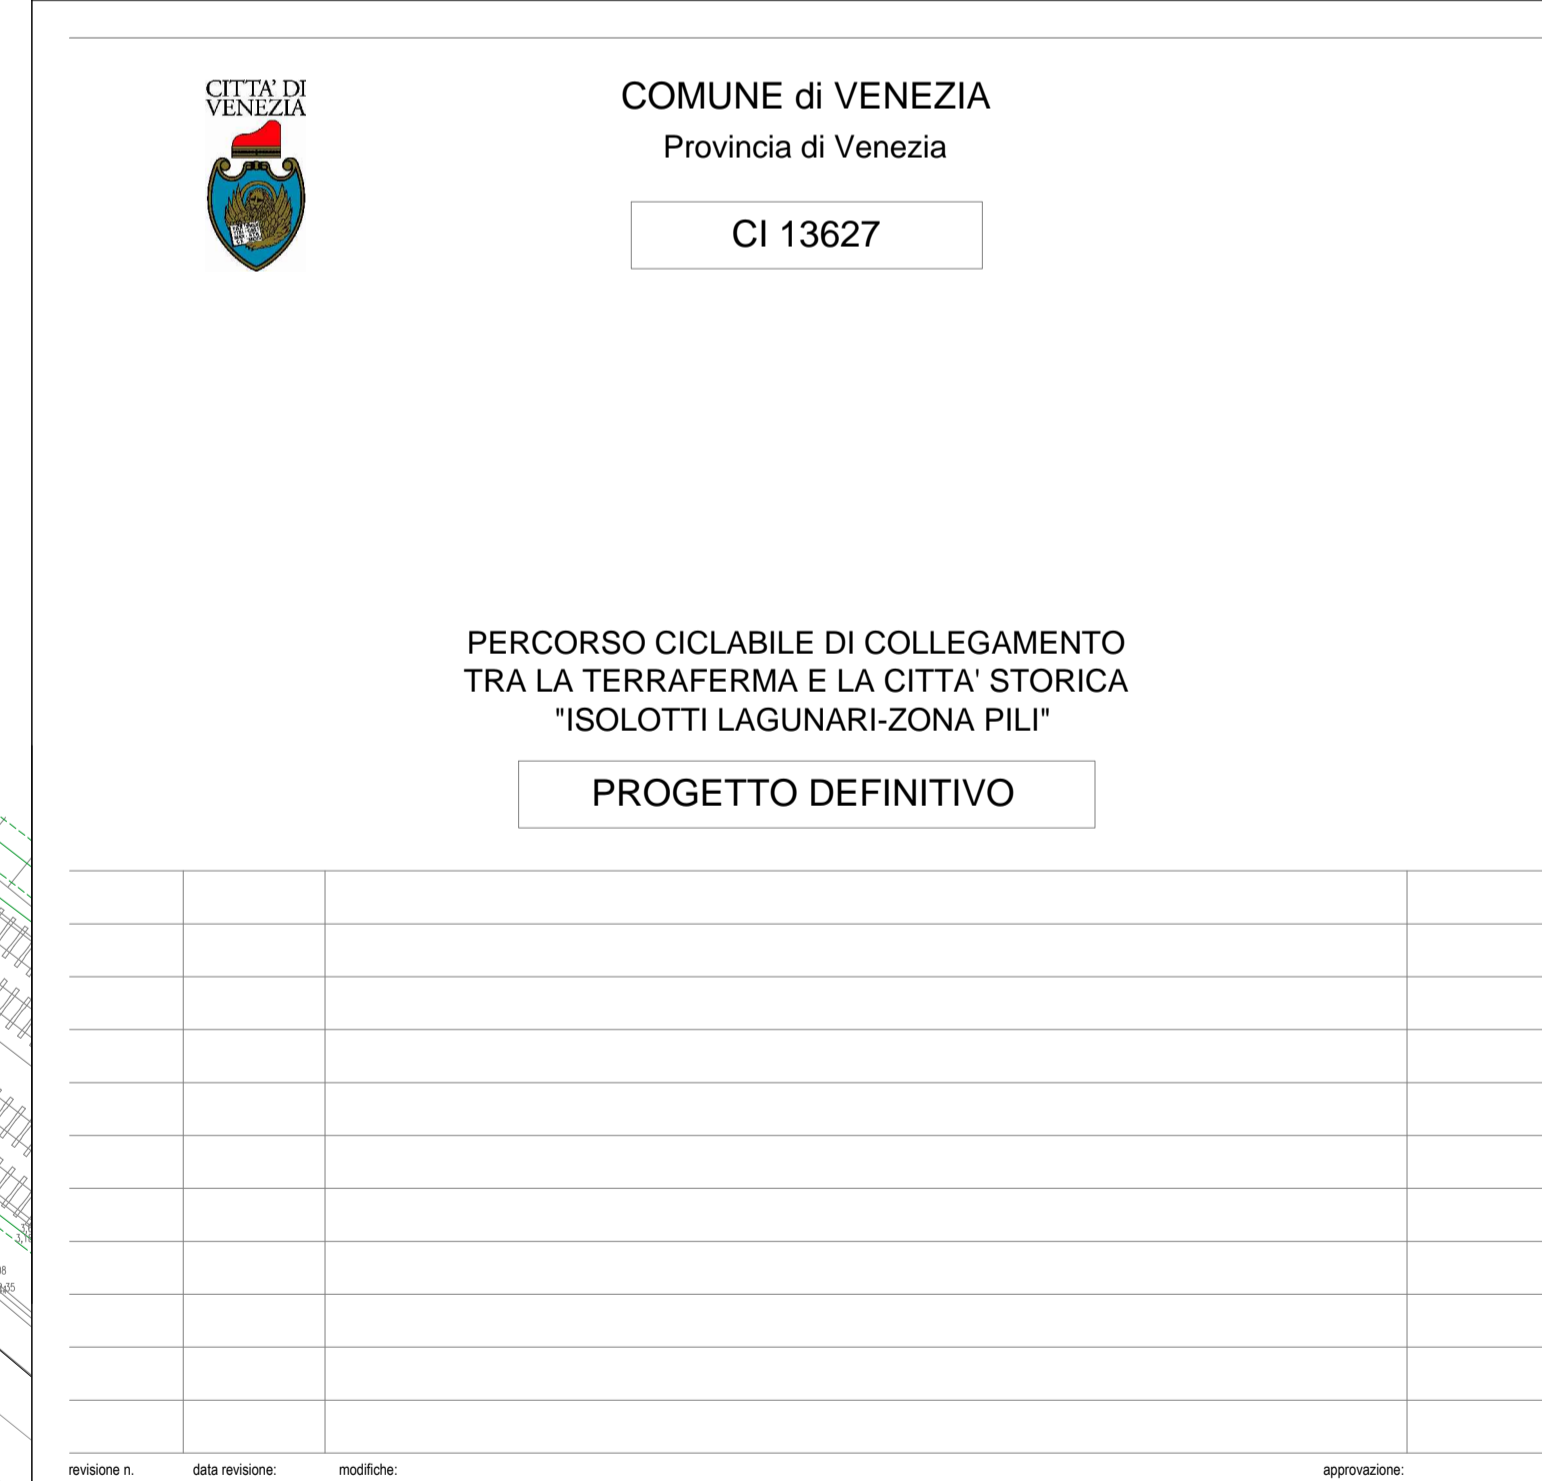 CITTA' DI
VENEZIA
COMUNE di VENEZIA
Provincia di Venezia
CI 13627
PERCORSO CICLABILE DI COLLEGAMENTO
TRA LA TERRAFERMA E LA CITTA' STORICA
"ISOLOTTI LAGUNARI-ZONA PILI"
PROGETTO DEFINITIVO
revisione n. data revisione: modifiche: approvazione: